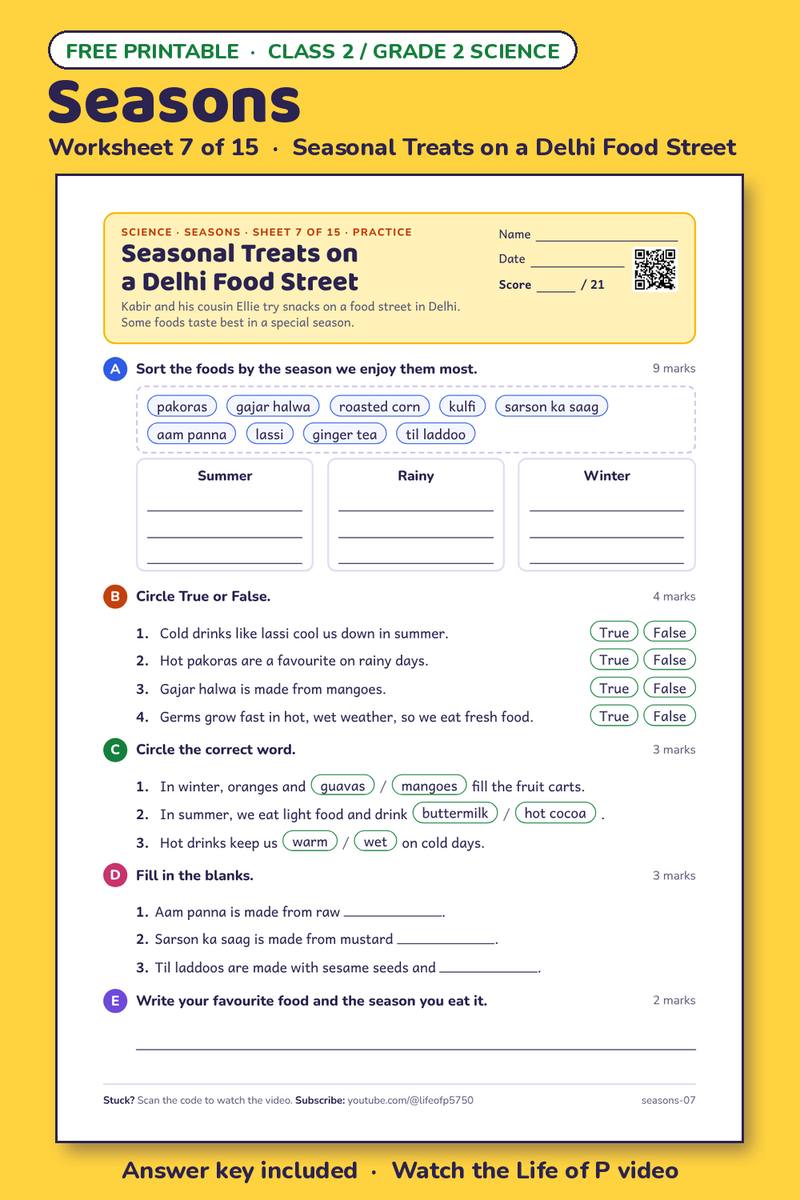 FREE PRINTABLE · CLASS 2 / GRADE 2 SCIENCE
Seasons
Worksheet 7 of 15 · Seasonal Treats on a Delhi Food Street
SCIENCE · SEASONS · SHEET 7 OF 15 · PRACTICE
Seasonal Treats on
a Delhi Food Street
Kabir and his cousin Ellie try snacks on a food street in Delhi.
Some foods taste best in a special season.
Name ____________
Date ____________
Score ______ / 21
A Sort the foods by the season we enjoy them most. 9 marks
pakoras gajar halwa roasted corn kulfi sarson ka saag
aam panna lassi ginger tea til laddoo
Summer Rainy Winter
B Circle True or False. 4 marks
1. Cold drinks like lassi cool us down in summer. True False
2. Hot pakoras are a favourite on rainy days. True False
3. Gajar halwa is made from mangoes. True False
4. Germs grow fast in hot, wet weather, so we eat fresh food. True False
C Circle the correct word. 3 marks
1. In winter, oranges and guavas / mangoes fill the fruit carts.
2. In summer, we eat light food and drink buttermilk / hot cocoa .
3. Hot drinks keep us warm / wet on cold days.
D Fill in the blanks. 3 marks
1. Aam panna is made from raw ____________.
2. Sarson ka saag is made from mustard ____________.
3. Til laddoos are made with sesame seeds and ____________.
E Write your favourite food and the season you eat it. 2 marks
Stuck? Scan the code to watch the video. Subscribe: youtube.com/@lifeofp5750 seasons-07
Answer key included · Watch the Life of P video